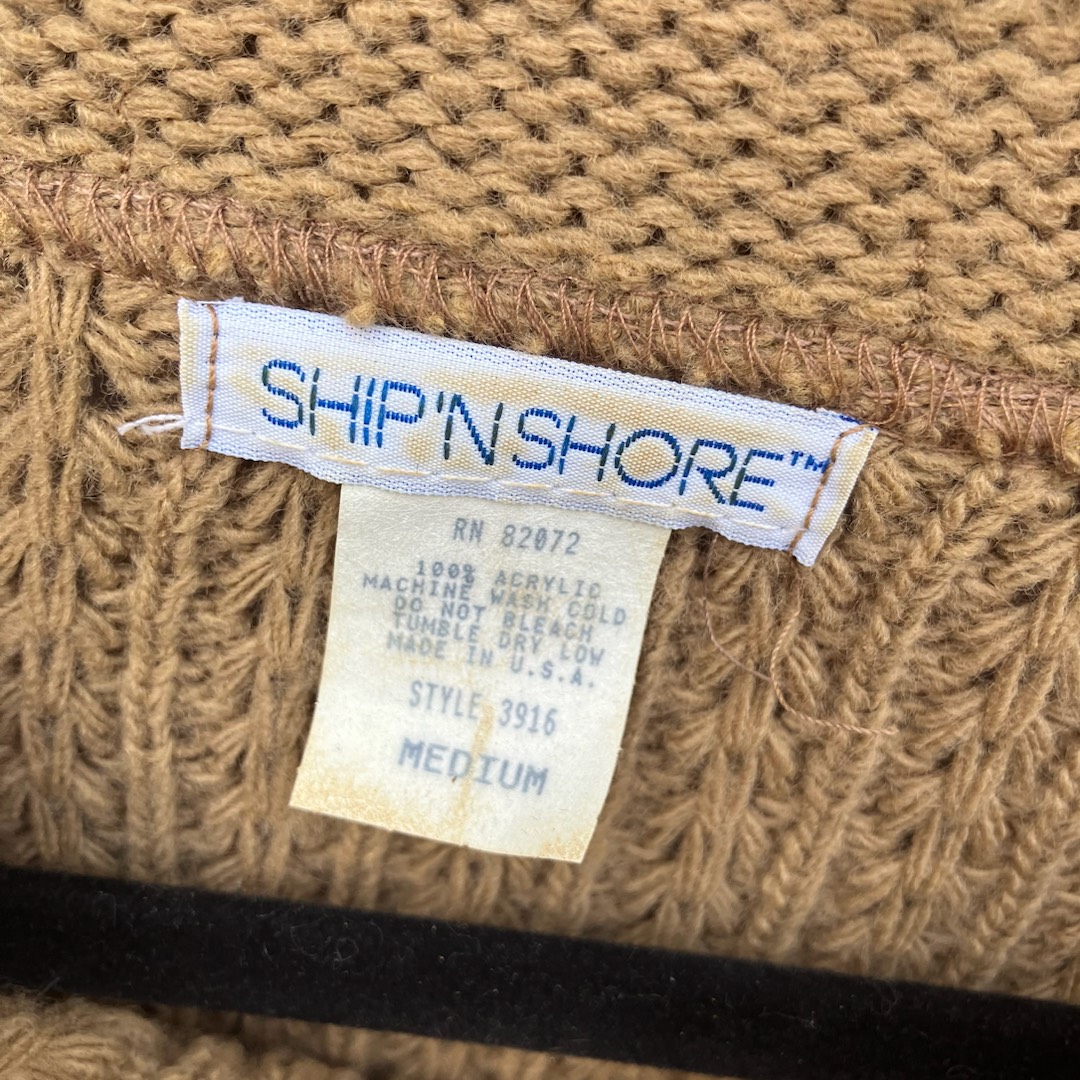 SHIP'N SHORE™
RN 82072
100% ACRYLIC
MACHINE WASH COLD
DO NOT BLEACH
TUMBLE DRY LOW
MADE IN U.S.A.
STYLE 3916
MEDIUM